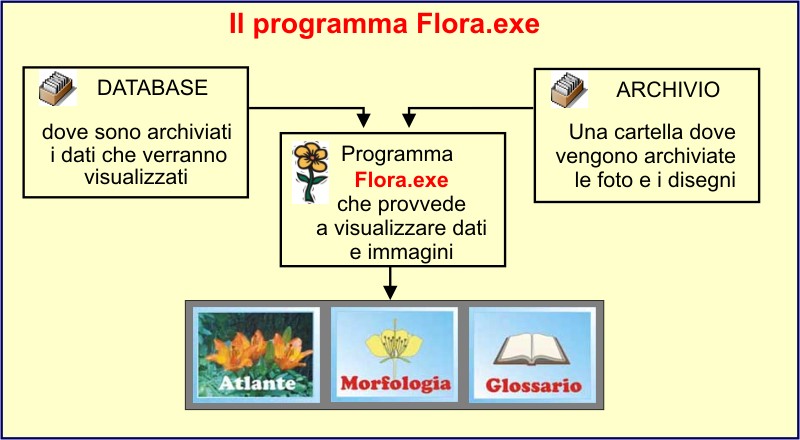 Il programma Flora.exe
DATABASE
dove sono archiviati
i dati che verranno
visualizzati
ARCHIVIO
Una cartella dove
vengono archiviate
le foto e i disegni
Programma
Flora.exe
che provvede
a visualizzare dati
e immagini
Atlante
Morfologia
Glossario